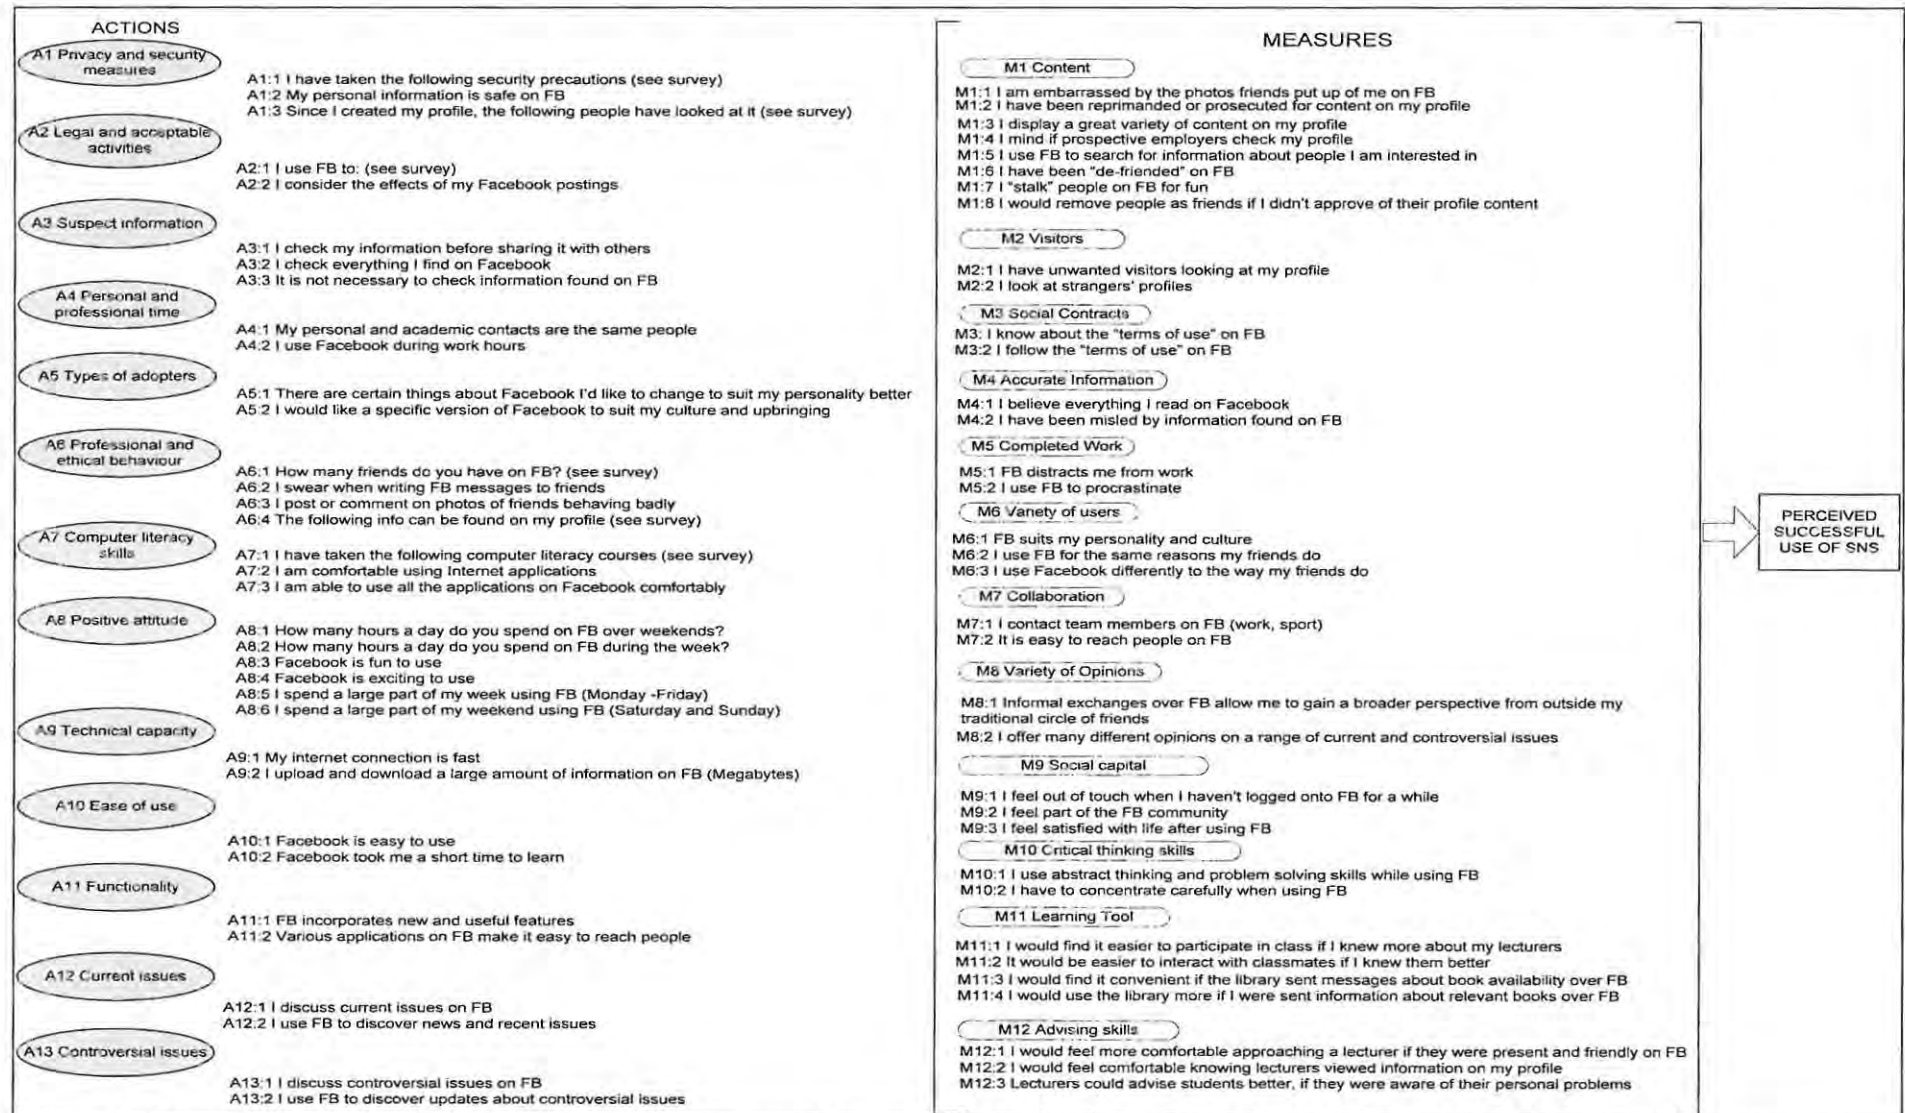 ACTIONS
A1 Privacy and security
measures
A1:1 I have taken the following security precautions (see survey)
A1:2 My personal information is safe on FB
A1:3 Since I created my profile, the following people have looked at it (see survey)
A2 Legal and acceptable
activities
A2:1 I use FB to: (see survey)
A2:2 I consider the effects of my Facebook postings
A3 Suspect information
A3:1 I check my information before sharing it with others
A3:2 I check everything I find on Facebook
A3:3 It is not necessary to check information found on FB
A4 Personal and
professional time
A4:1 My personal and academic contacts are the same people
A4:2 I use Facebook during work hours
A5 Types of adopters
A5:1 There are certain things about Facebook I'd like to change to suit my personality better
A5:2 I would like a specific version of Facebook to suit my culture and upbringing
A6 Professional and
ethical behaviour
A6:1 How many friends do you have on FB? (see survey)
A6:2 I swear when writing FB messages to friends
A6:3 I post or comment on photos of friends behaving badly
A6:4 The following info can be found on my profile (see survey)
A7 Computer literacy
skills
A7:1 I have taken the following computer literacy courses (see survey)
A7:2 I am comfortable using Internet applications
A7:3 I am able to use all the applications on Facebook comfortably
A8 Positive attitude
A8:1 How many hours a day do you spend on FB over weekends?
A8:2 How many hours a day do you spend on FB during the week?
A8:3 Facebook is fun to use
A8:4 Facebook is exciting to use
A8:5 I spend a large part of my week using FB (Monday -Friday)
A8:6 I spend a large part of my weekend using FB (Saturday and Sunday)
A9 Technical capacity
A9:1 My internet connection is fast
A9:2 I upload and download a large amount of information on FB (Megabytes)
A10 Ease of use
A10:1 Facebook is easy to use
A10:2 Facebook took me a short time to learn
A11 Functionality
A11:1 FB incorporates new and useful features
A11:2 Various applications on FB make it easy to reach people
A12 Current issues
A12:1 I discuss current issues on FB
A12:2 I use FB to discover news and recent issues
A13 Controversial issues
A13:1 I discuss controversial issues on FB
A13:2 I use FB to discover updates about controversial issues
MEASURES
M1 Content
M1:1 I am embarrassed by the photos friends put up of me on FB
M1:2 I have been reprimanded or prosecuted for content on my profile
M1:3 I display a great variety of content on my profile
M1:4 I mind if prospective employers check my profile
M1:5 I use FB to search for information about people I am interested in
M1:6 I have been "de-friended" on FB
M1:7 I "stalk" people on FB for fun
M1:8 I would remove people as friends if I didn't approve of their profile content
M2 Visitors
M2:1 I have unwanted visitors looking at my profile
M2:2 I look at strangers' profiles
M3 Social Contracts
M3: I know about the "terms of use" on FB
M3:2 I follow the "terms of use" on FB
M4 Accurate Information
M4:1 I believe everything I read on Facebook
M4:2 I have been misled by information found on FB
M5 Completed Work
M5:1 FB distracts me from work
M5:2 I use FB to procrastinate
M6 Variety of users
M6:1 FB suits my personality and culture
M6:2 I use FB for the same reasons my friends do
M6:3 I use Facebook differently to the way my friends do
M7 Collaboration
M7:1 I contact team members on FB (work, sport)
M7:2 It is easy to reach people on FB
M8 Variety of Opinions
M8:1 Informal exchanges over FB allow me to gain a broader perspective from outside my
traditional circle of friends
M8:2 I offer many different opinions on a range of current and controversial issues
M9 Social capital
M9:1 I feel out of touch when I haven't logged onto FB for a while
M9:2 I feel part of the FB community
M9:3 I feel satisfied with life after using FB
M10 Critical thinking skills
M10:1 I use abstract thinking and problem solving skills while using FB
M10:2 I have to concentrate carefully when using FB
M11 Learning Tool
M11:1 I would find it easier to participate in class if I knew more about my lecturers
M11:2 It would be easier to interact with classmates if I knew them better
M11:3 I would find it convenient if the library sent messages about book availability over FB
M11:4 I would use the library more if I were sent information about relevant books over FB
M12 Advising skills
M12:1 I would feel more comfortable approaching a lecturer if they were present and friendly on FB
M12:2 I would feel comfortable knowing lecturers viewed information on my profile
M12:3 Lecturers could advise students better, if they were aware of their personal problems
PERCEIVED
SUCCESSFUL
USE OF SNS